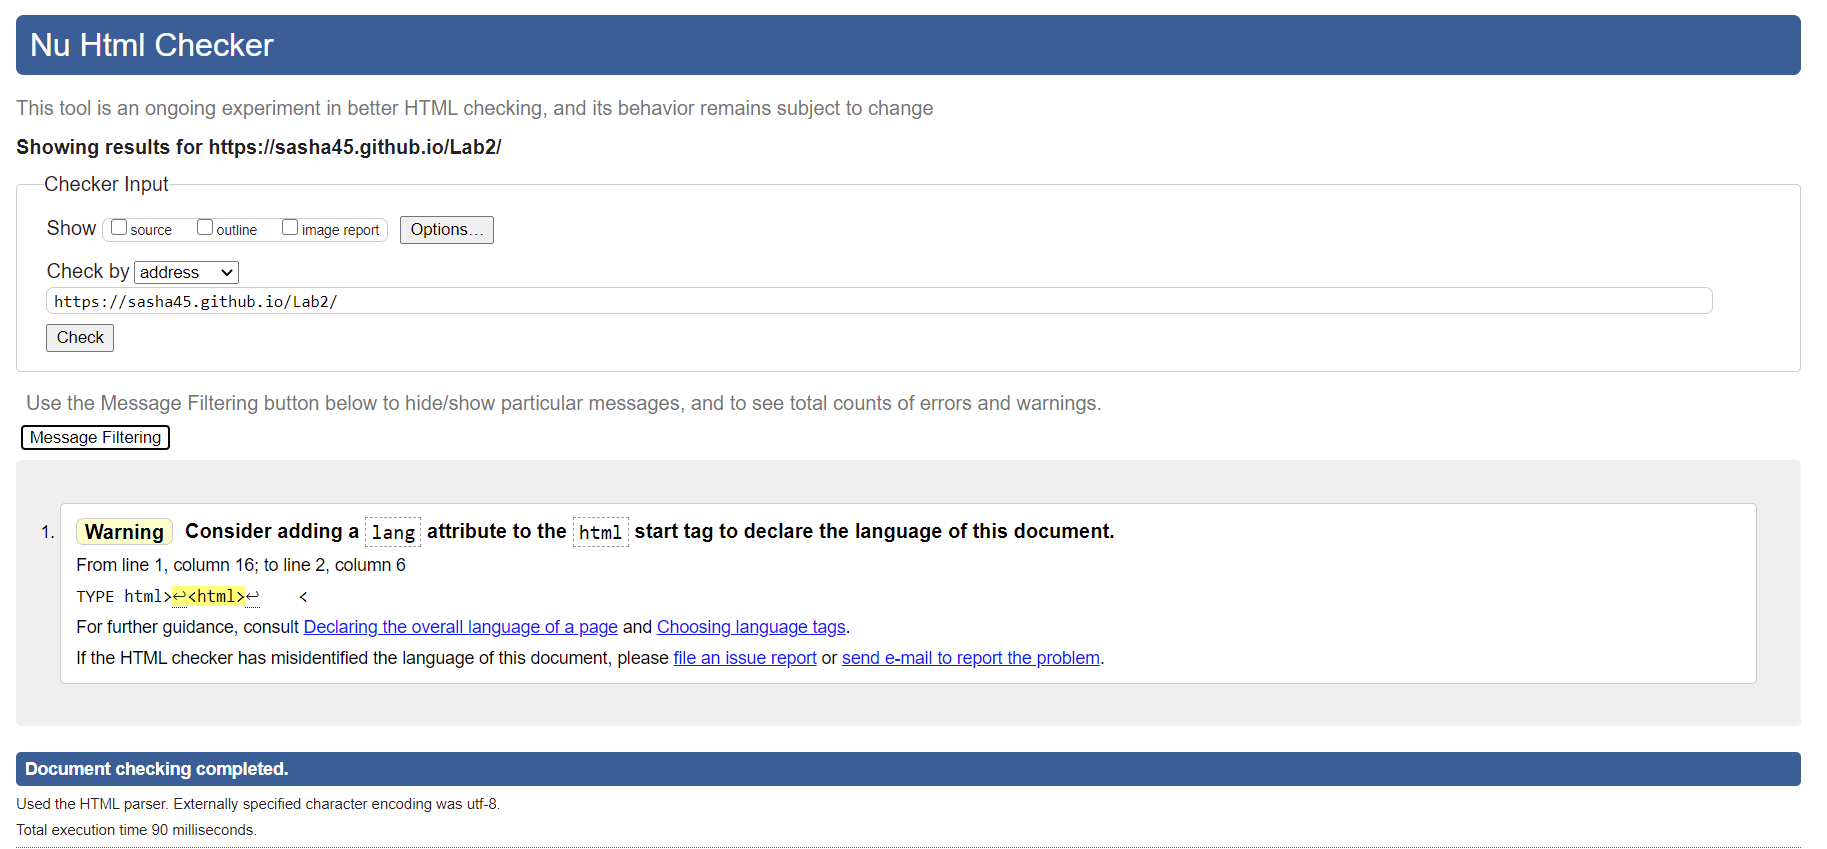 Nu Html Checker
This tool is an ongoing experiment in better HTML checking, and its behavior remains subject to change
Showing results for https://sasha45.github.io/Lab2/
Checker Input
Show source outline image report Options...
Check by address
https://sasha45.github.io/Lab2/
Check
Use the Message Filtering button below to hide/show particular messages, and to see total counts of errors and warnings.
Message Filtering
1. Warning Consider adding a lang attribute to the html start tag to declare the language of this document.
From line 1, column 16; to line 2, column 6
TYPE html>↩<html>↩    <
For further guidance, consult Declaring the overall language of a page and Choosing language tags.
If the HTML checker has misidentified the language of this document, please file an issue report or send e-mail to report the problem.
Document checking completed.
Used the HTML parser. Externally specified character encoding was utf-8.
Total execution time 90 milliseconds.